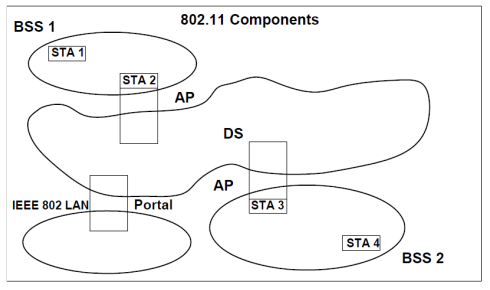 802.11 Components
BSS 1
STA 1
STA 2
AP
DS
AP
IEEE 802 LAN
Portal
STA 3
STA 4
BSS 2